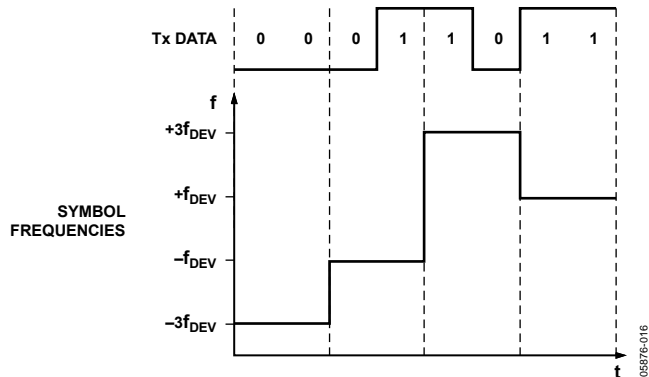 Tx DATA 0 0 0 1 1 0 1 1
f
+3fDEV
+fDEV
SYMBOL
FREQUENCIES
–fDEV
–3fDEV
t
05876-016